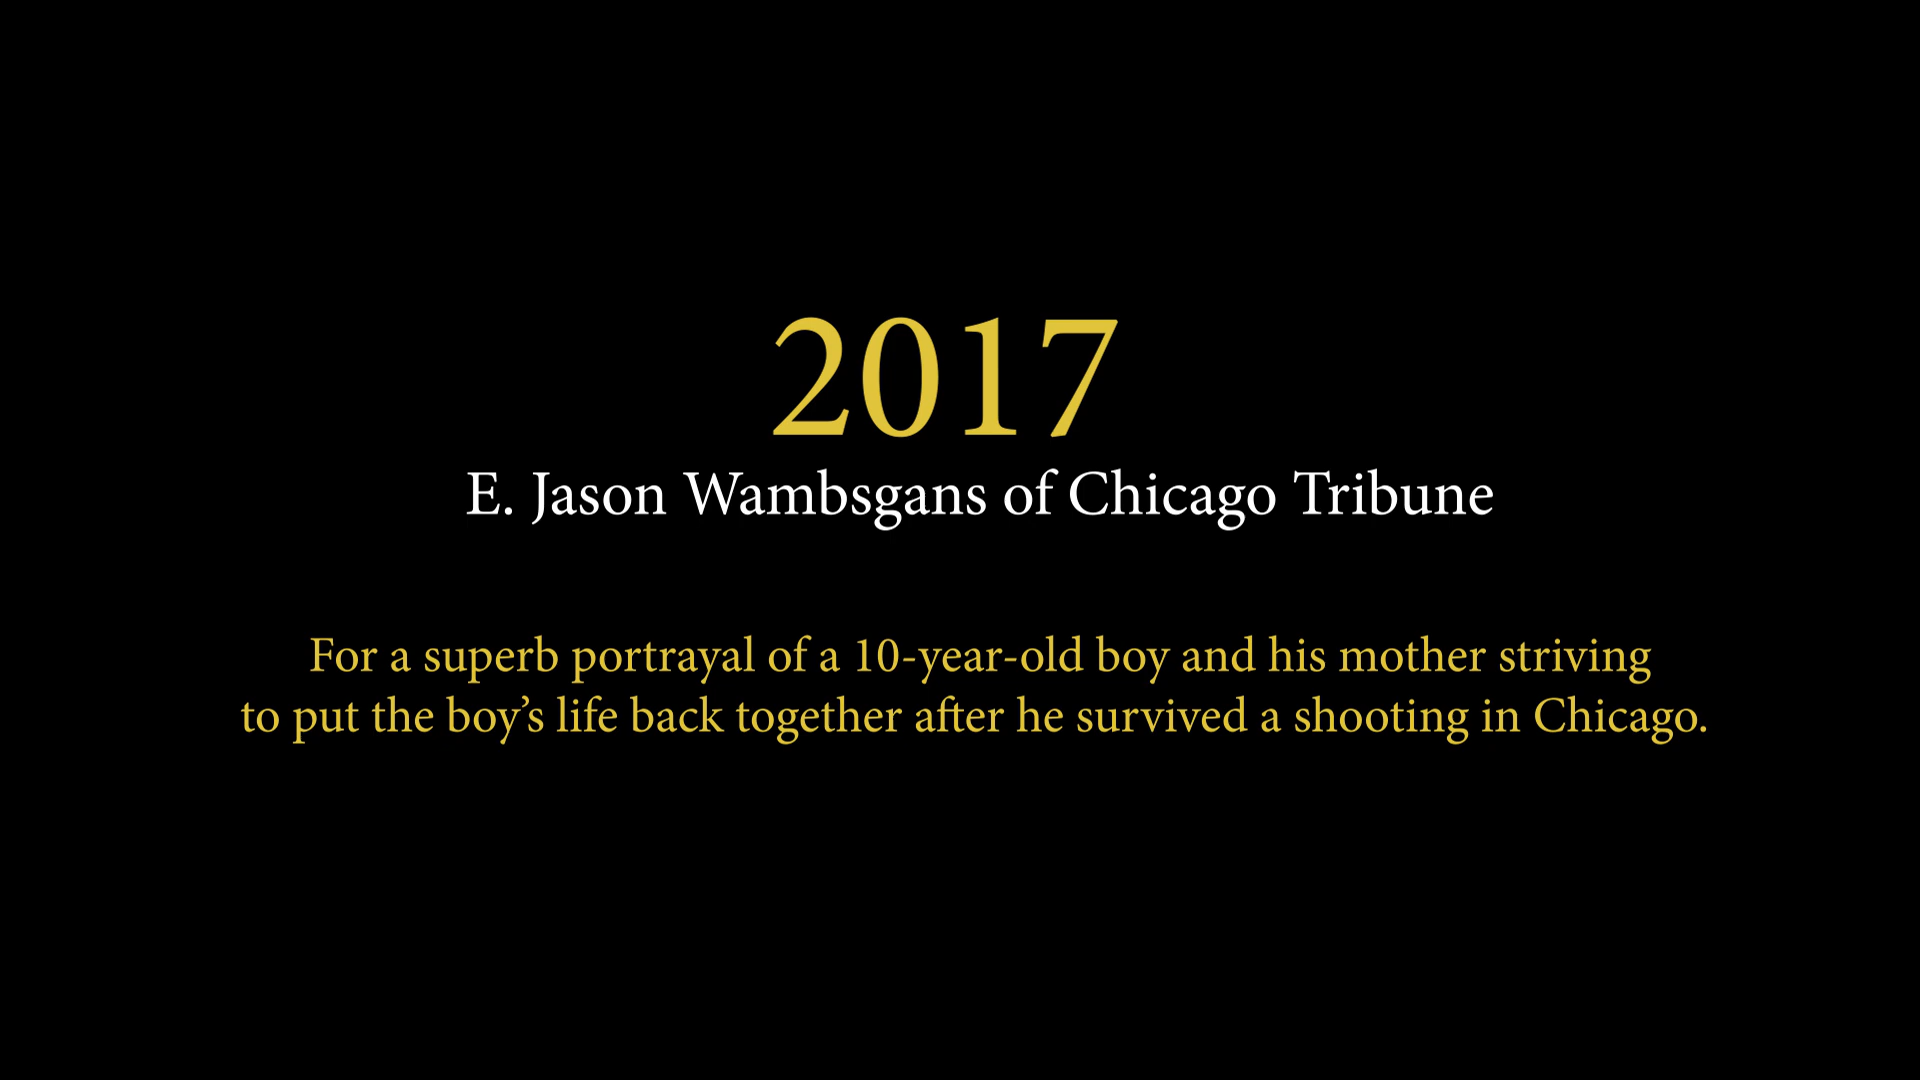 2017
E. Jason Wambsgans of Chicago Tribune
For a superb portrayal of a 10-year-old boy and his mother striving
to put the boy’s life back together after he survived a shooting in Chicago.